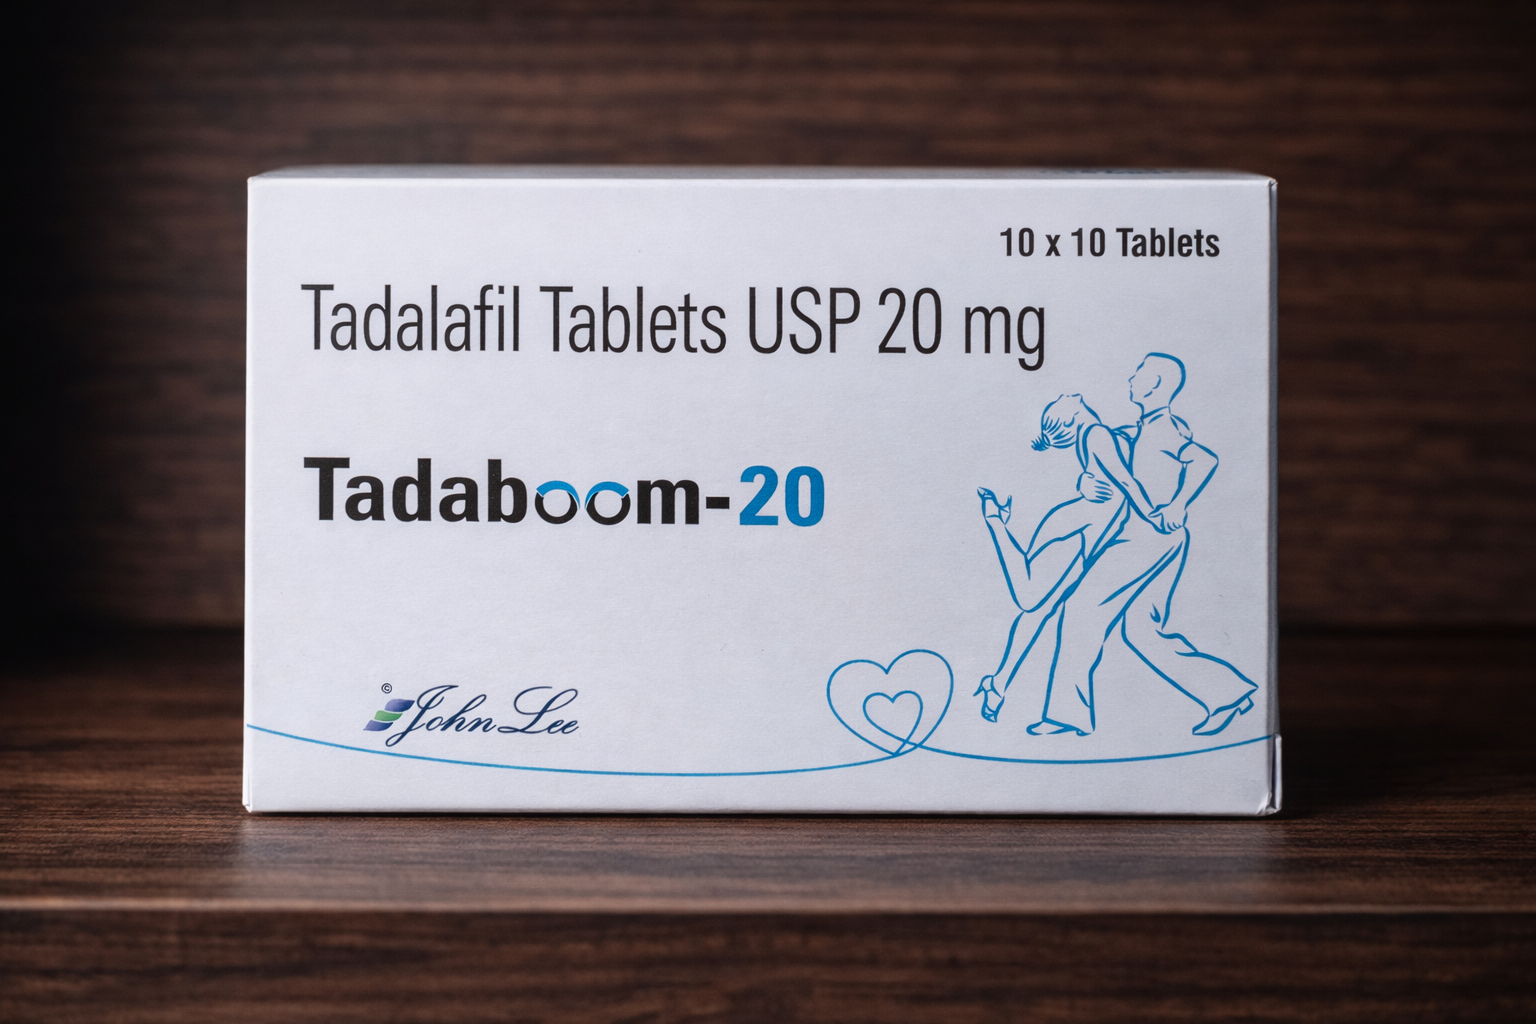 10 x 10 Tablets
Tadalafil Tablets USP 20 mg
Tadaboom-20
© John Lee